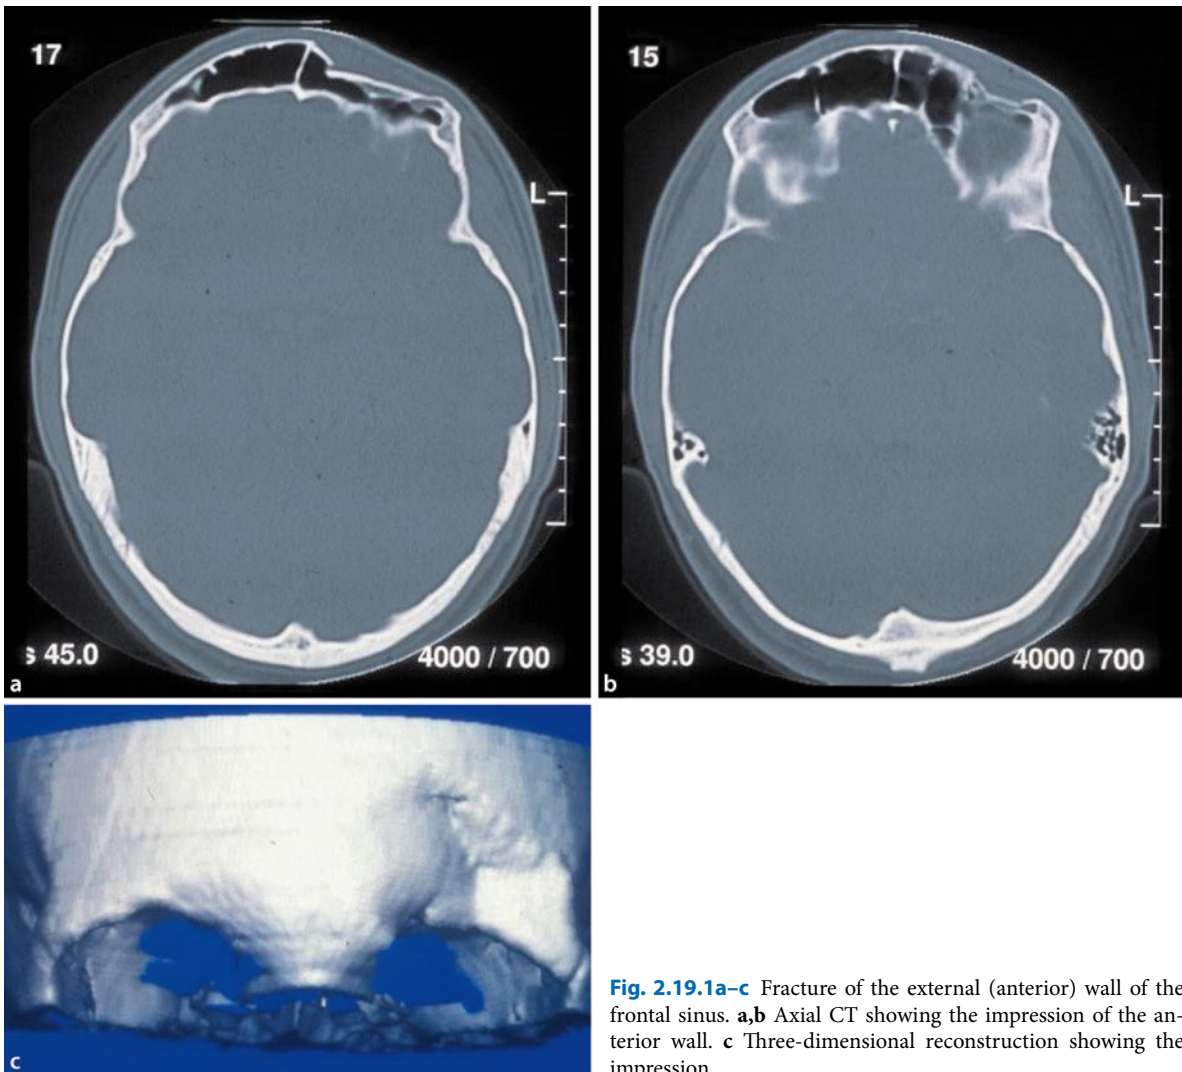 17
L
s 45.0
4000 / 700
a
15
L
s 39.0
4000 / 700
b
c
Fig. 2.19.1a–c Fracture of the external (anterior) wall of the
frontal sinus. a,b Axial CT showing the impression of the an-
terior wall. c Three-dimensional reconstruction showing the
impression